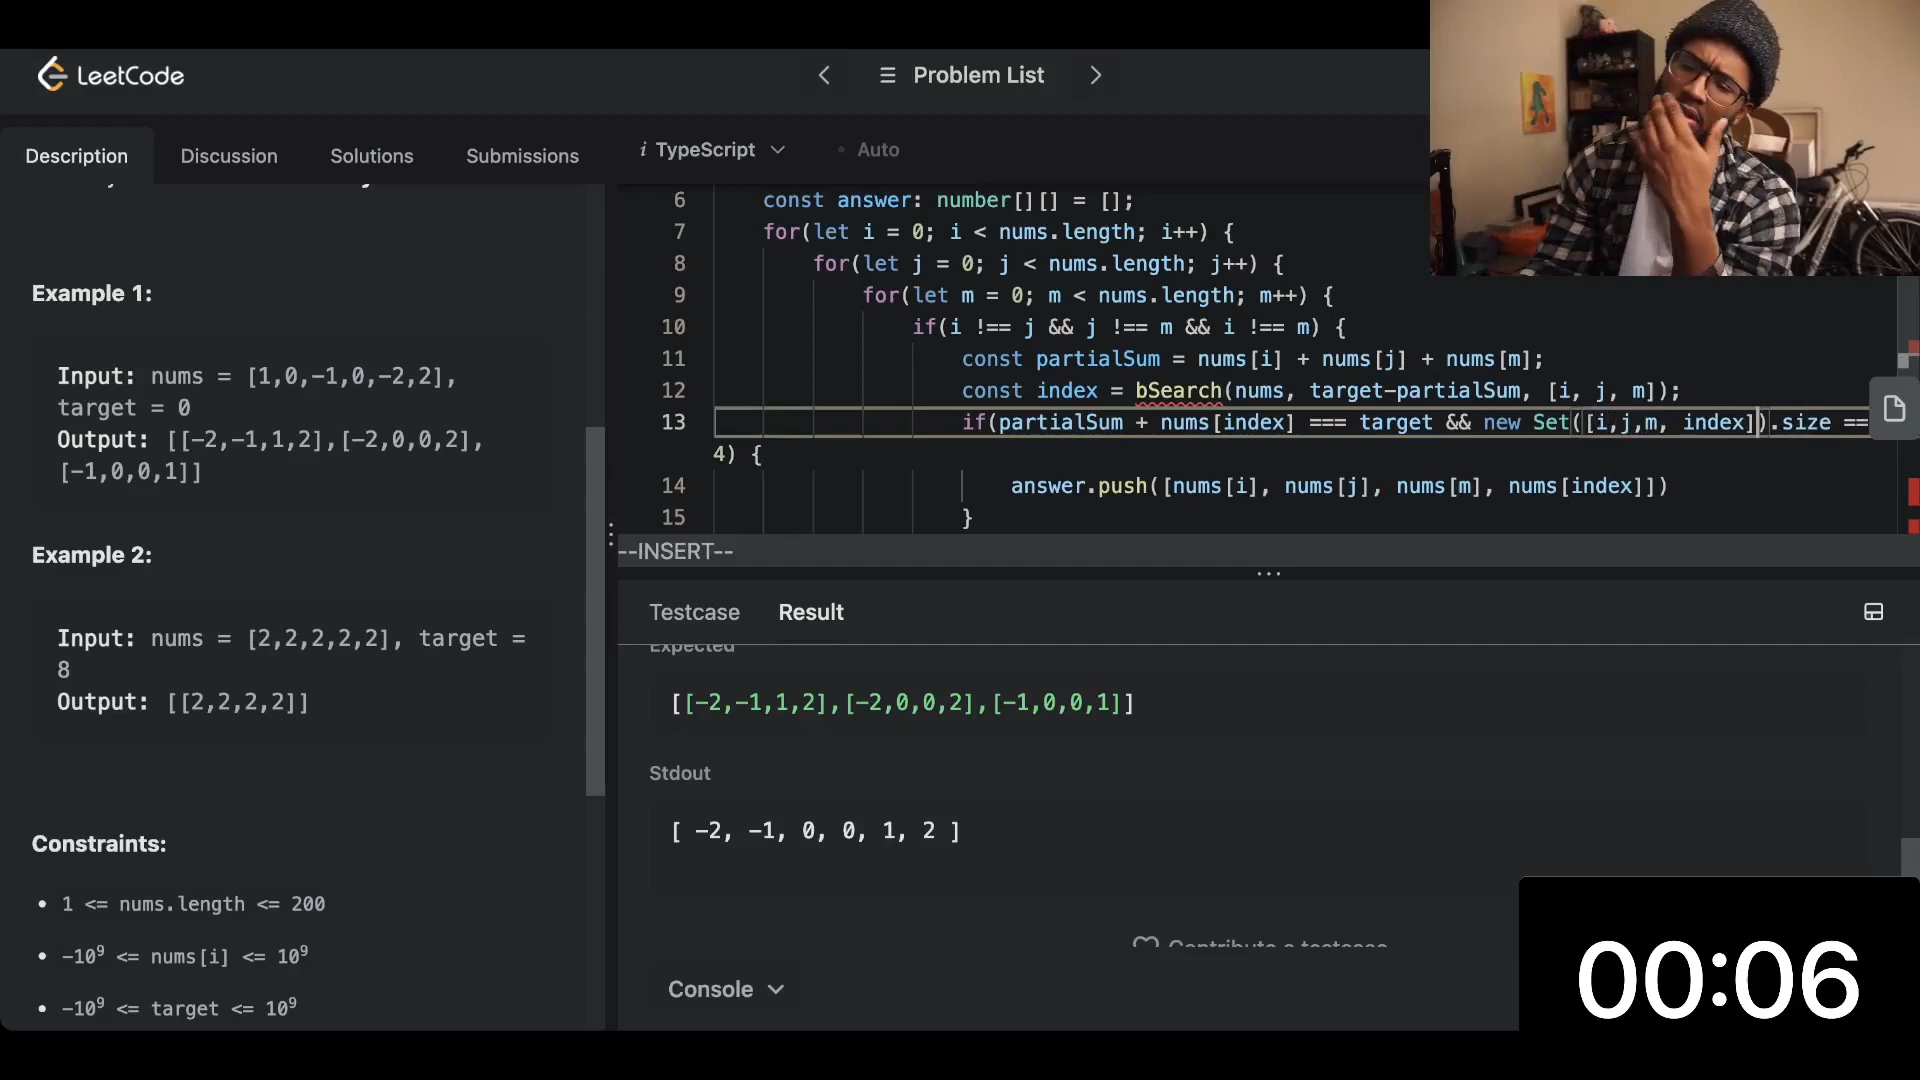 LeetCode
Problem List
Description
Discussion
Solutions
Submissions
i TypeScript
• Auto
Example 1:
Input: nums = [1,0,-1,0,-2,2],
target = 0
Output: [[-2,-1,1,2],[-2,0,0,2],
[-1,0,0,1]]
Example 2:
Input: nums = [2,2,2,2,2], target =
8
Output: [[2,2,2,2]]
Constraints:
• 1 <= nums.length <= 200
• -10⁹ <= nums[i] <= 10⁹
• -10⁹ <= target <= 10⁹
6 const answer: number[][] = [];
7 for(let i = 0; i < nums.length; i++) {
8 for(let j = 0; j < nums.length; j++) {
9 for(let m = 0; m < nums.length; m++) {
10 if(i !== j && j !== m && i !== m) {
11 const partialSum = nums[i] + nums[j] + nums[m];
12 const index = bSearch(nums, target-partialSum, [i, j, m]);
13 if(partialSum + nums[index] === target && new Set([i,j,m, index]).size ==
4) {
14 answer.push([nums[i], nums[j], nums[m], nums[index]])
15 }
--INSERT--
Testcase
Result
Expected
[[-2,-1,1,2],[-2,0,0,2],[-1,0,0,1]]
Stdout
[ -2, -1, 0, 0, 1, 2 ]
Contribute a testcase
Console
00:06